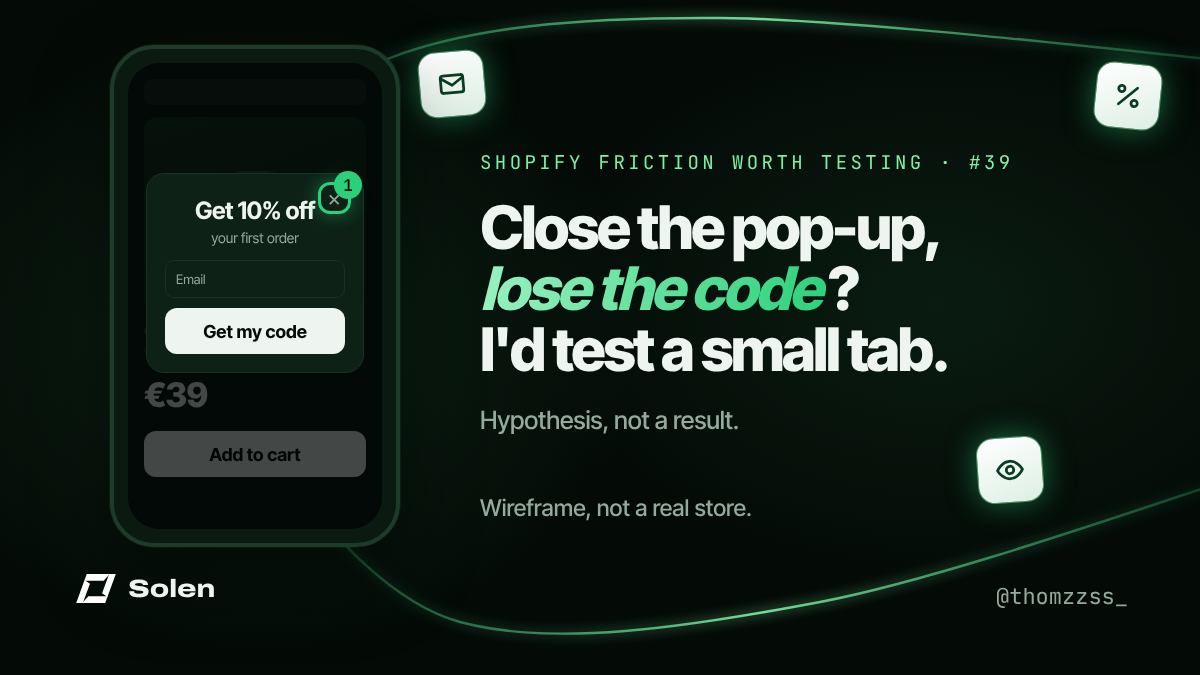 1
Get 10% off
your first order
Email
Get my code
€39
Add to cart
SHOPIFY FRICTION WORTH TESTING · #39
Close the pop-up,
lose the code?
I'd test a small tab.
Hypothesis, not a result.
Wireframe, not a real store.
Solen
@thomzzss_